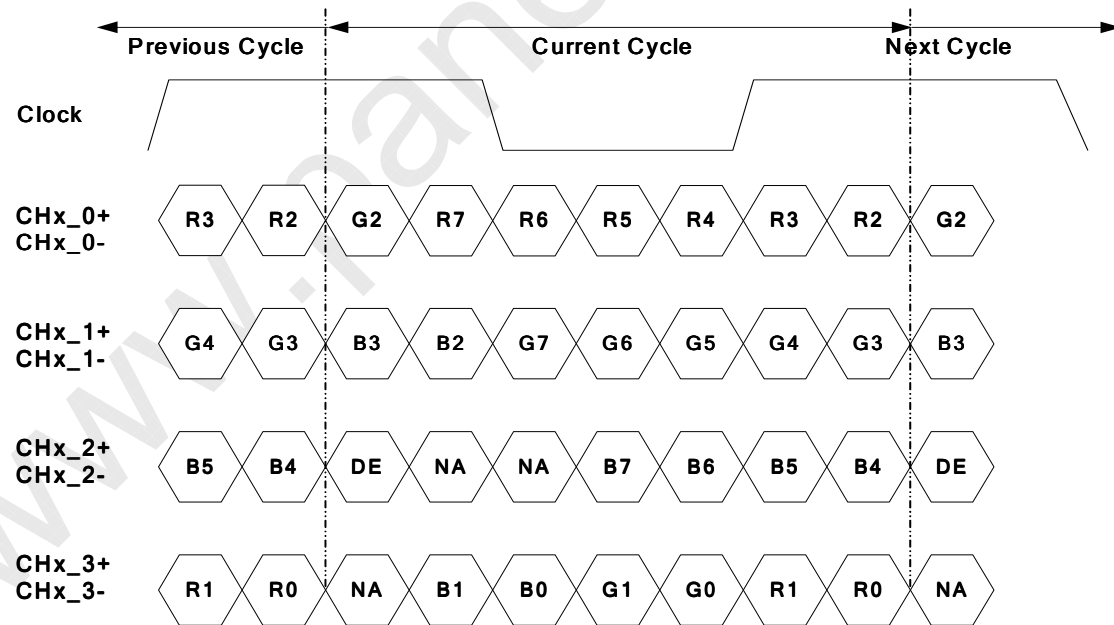 Previous Cycle Current Cycle Next Cycle
Clock
CHx_0+
CHx_0-
R3 R2 G2 R7 R6 R5 R4 R3 R2 G2
CHx_1+
CHx_1-
G4 G3 B3 B2 G7 G6 G5 G4 G3 B3
CHx_2+
CHx_2-
B5 B4 DE NA NA B7 B6 B5 B4 DE
CHx_3+
CHx_3-
R1 R0 NA B1 B0 G1 G0 R1 R0 NA
www.pan